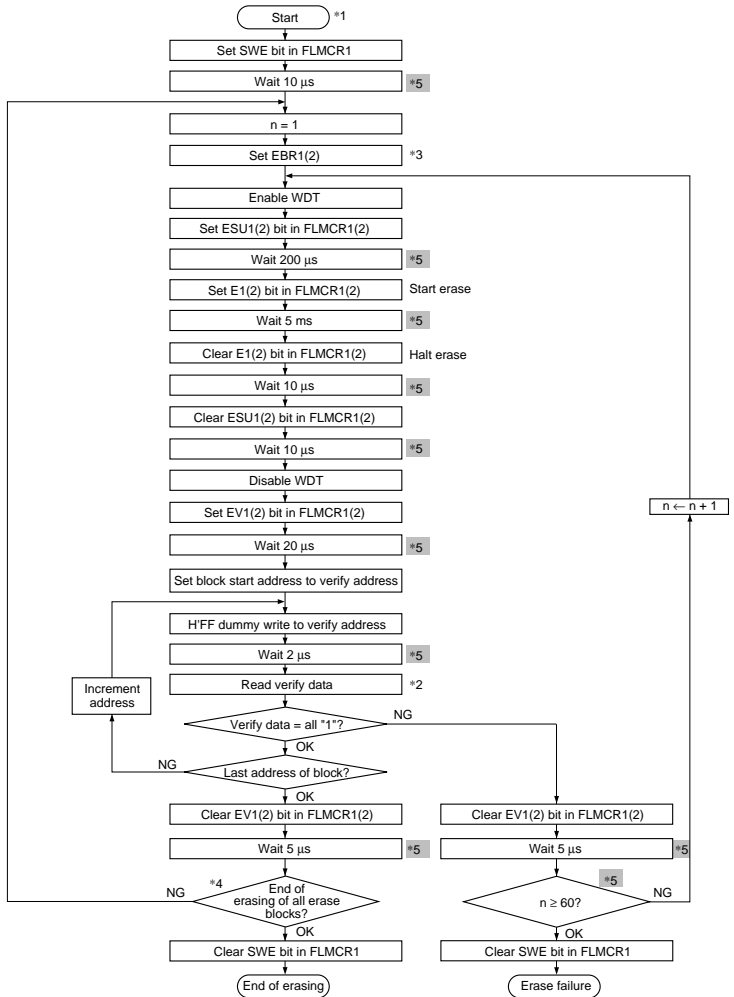 Start *1
Set SWE bit in FLMCR1
Wait 10 μs *5
n = 1
Set EBR1(2) *3
Enable WDT
Set ESU1(2) bit in FLMCR1(2)
Wait 200 μs *5
Set E1(2) bit in FLMCR1(2) Start erase
Wait 5 ms *5
Clear E1(2) bit in FLMCR1(2) Halt erase
Wait 10 μs *5
Clear ESU1(2) bit in FLMCR1(2)
Wait 10 μs *5
Disable WDT
Set EV1(2) bit in FLMCR1(2)
n ← n + 1
Wait 20 μs *5
Set block start address to verify address
H'FF dummy write to verify address
Wait 2 μs *5
Read verify data *2
Increment
address
Verify data = all "1"? NG
OK
NG Last address of block?
OK
Clear EV1(2) bit in FLMCR1(2) Clear EV1(2) bit in FLMCR1(2)
Wait 5 μs *5 Wait 5 μs *5
NG *4 End
of
erasing of all erase
blocks?
*5
n ≥ 60? NG
OK OK
Clear SWE bit in FLMCR1 Clear SWE bit in FLMCR1
End of erasing Erase failure